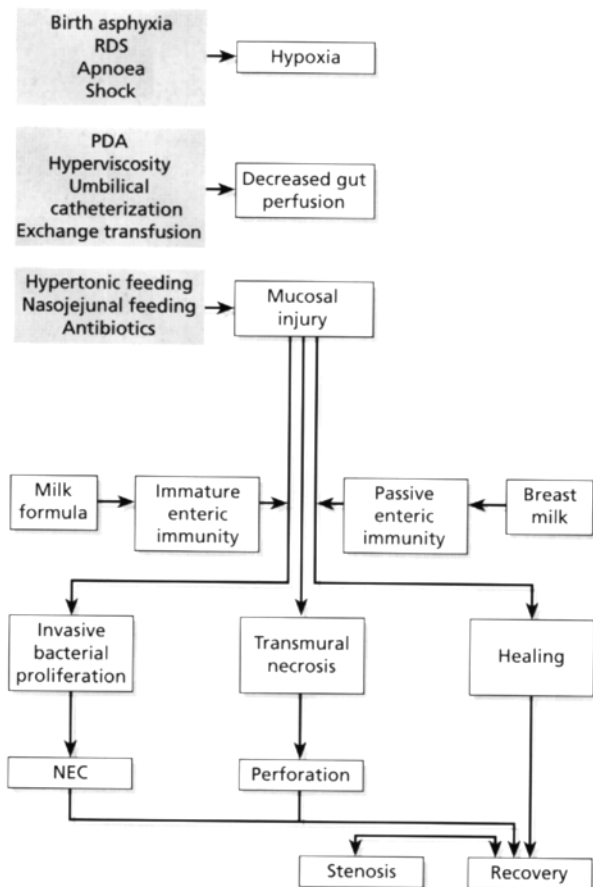 Birth asphyxia
RDS
Apnoea
Shock
Hypoxia
PDA
Hyperviscosity
Umbilical
catheterization
Exchange transfusion
Decreased gut
perfusion
Hypertonic feeding
Nasojejunal feeding
Antibiotics
Mucosal
injury
Milk
formula
Immature
enteric
immunity
Passive
enteric
immunity
Breast
milk
Invasive
bacterial
proliferation
Transmural
necrosis
Healing
NEC
Perforation
Stenosis
Recovery